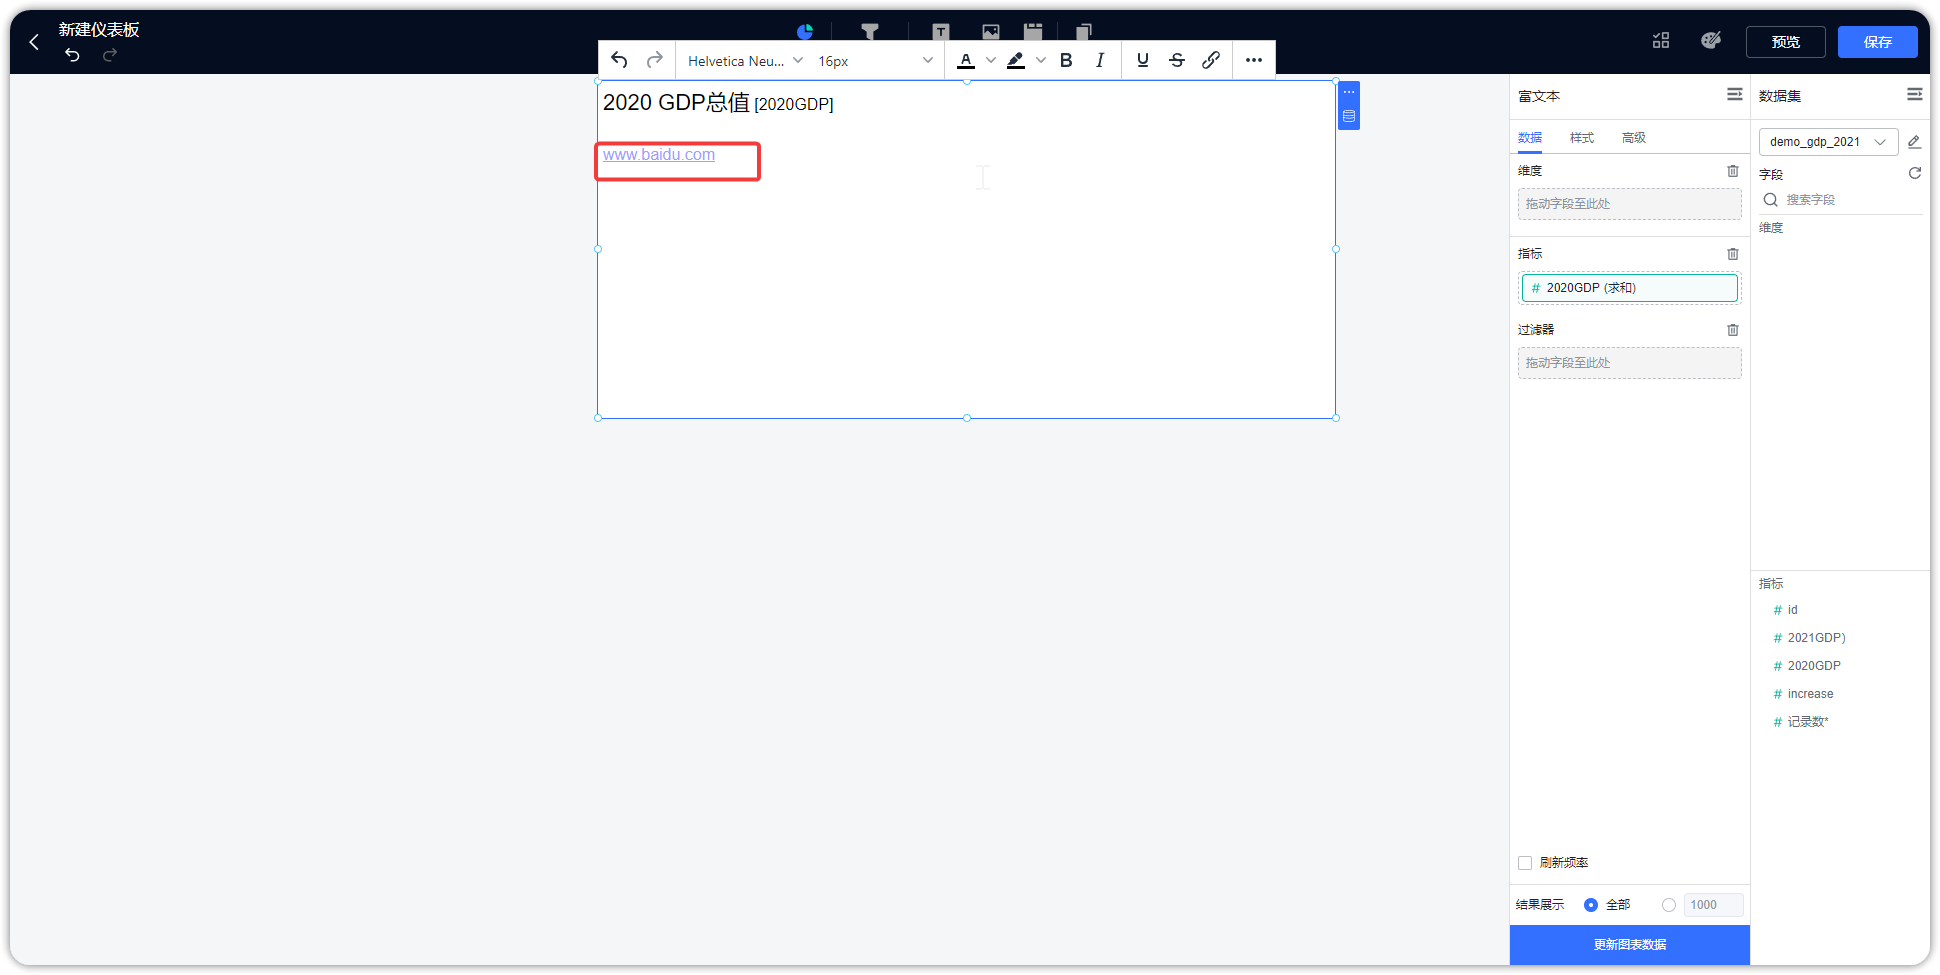 新建仪表板
预览
保存
Helvetica Neu...
16px
A
B
I
U
S
2020 GDP总值 [2020GDP]
www.baidu.com
富文本
数据
样式
高级
维度
拖动字段至此处
指标
# 2020GDP (求和)
过滤器
拖动字段至此处
刷新频率
结果展示
全部
1000
更新图表数据
数据集
demo_gdp_2021
字段
搜索字段
维度
指标
# id
# 2021GDP)
# 2020GDP
# increase
# 记录数*